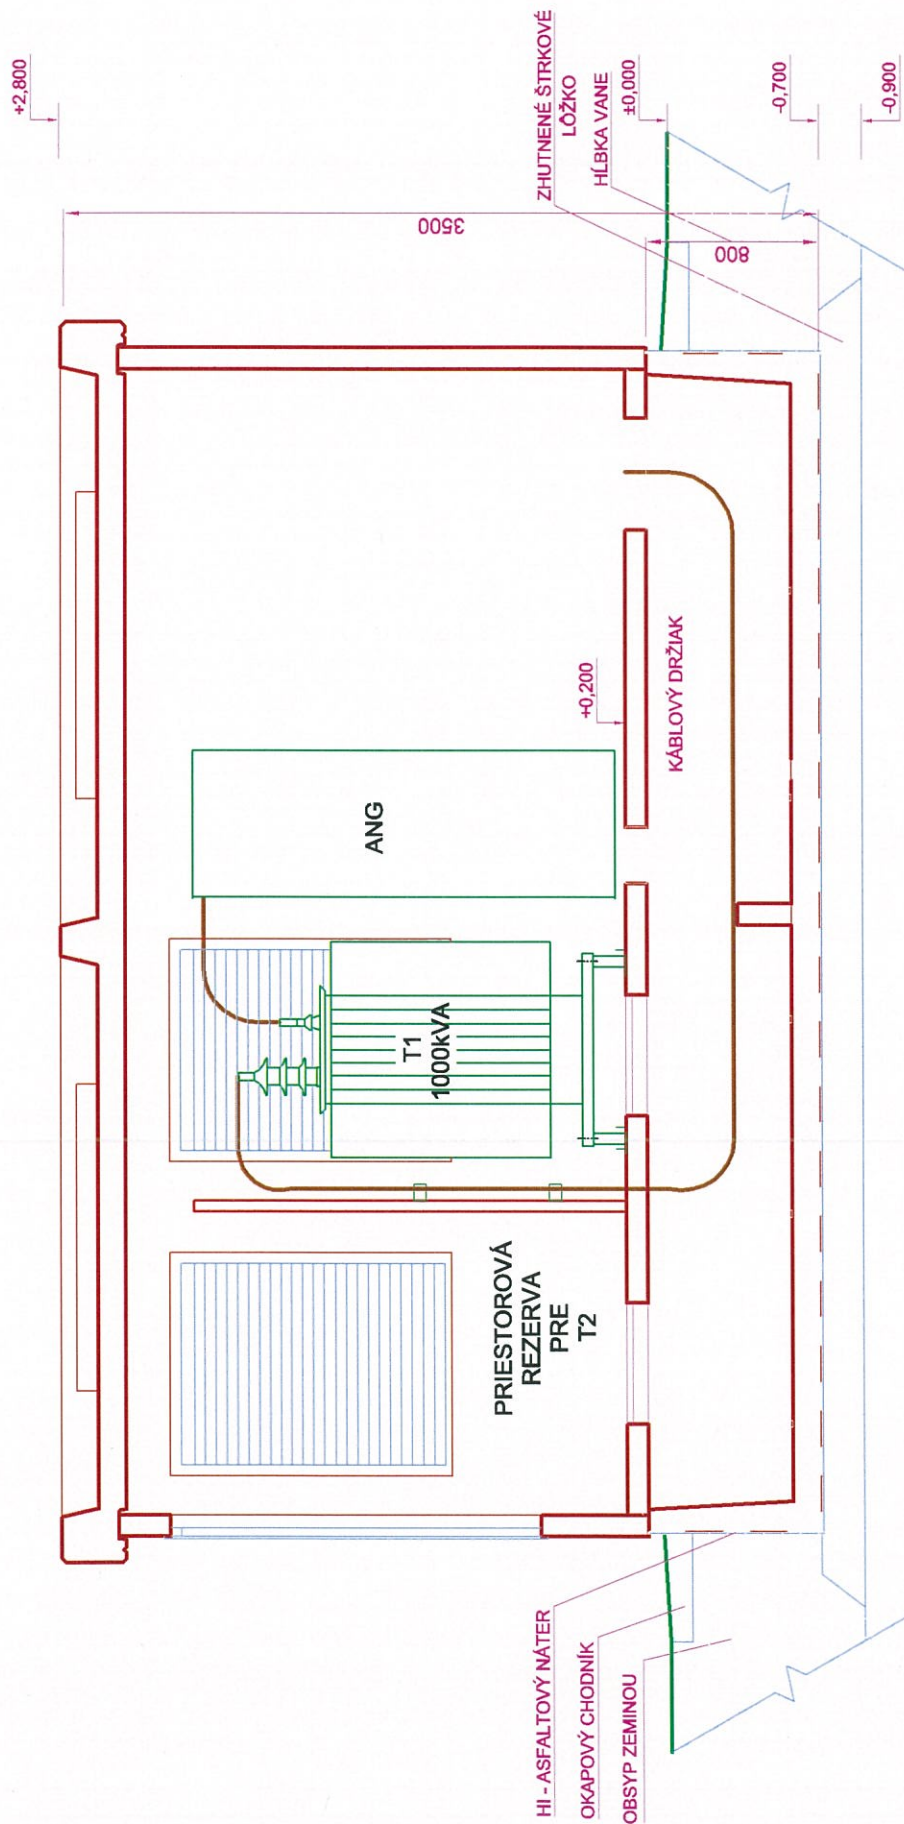 +2,800
3500
ZHUTNENÉ ŠTRKOVÉ
LÔŽKO
HĹBKA VANE
±0,000
800
-0,700
-0,900
ANG
T1
1000kVA
+0,200
KÁBLOVÝ DRŽIAK
PRIESTOROVÁ
REZERVA
PRE
T2
HI - ASFALTOVÝ NÁTER
OKAPOVÝ CHODNÍK
OBSYP ZEMINOU